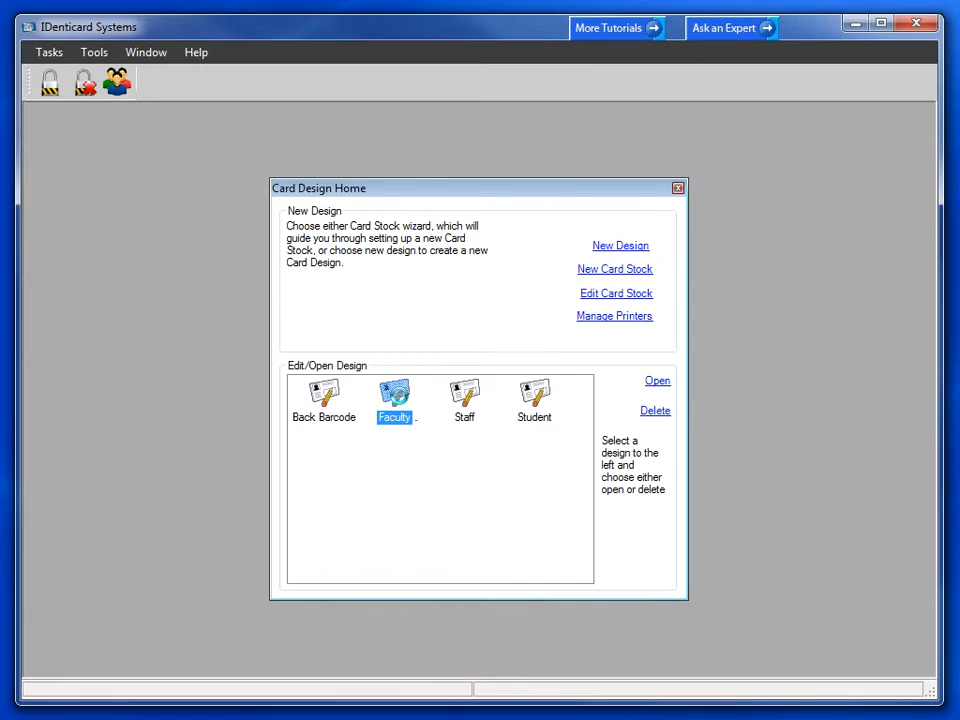 IDenticard Systems
More Tutorials
Ask an Expert
Tasks Tools Window Help
Card Design Home
New Design
Choose either Card Stock wizard, which will
guide you through setting up a new Card
Stock, or choose new design to create a new
Card Design.
New Design
New Card Stock
Edit Card Stock
Manage Printers
Edit/Open Design
Back Barcode Faculty Staff Student
Open
Delete
Select a
design to the
left and
choose either
open or delete